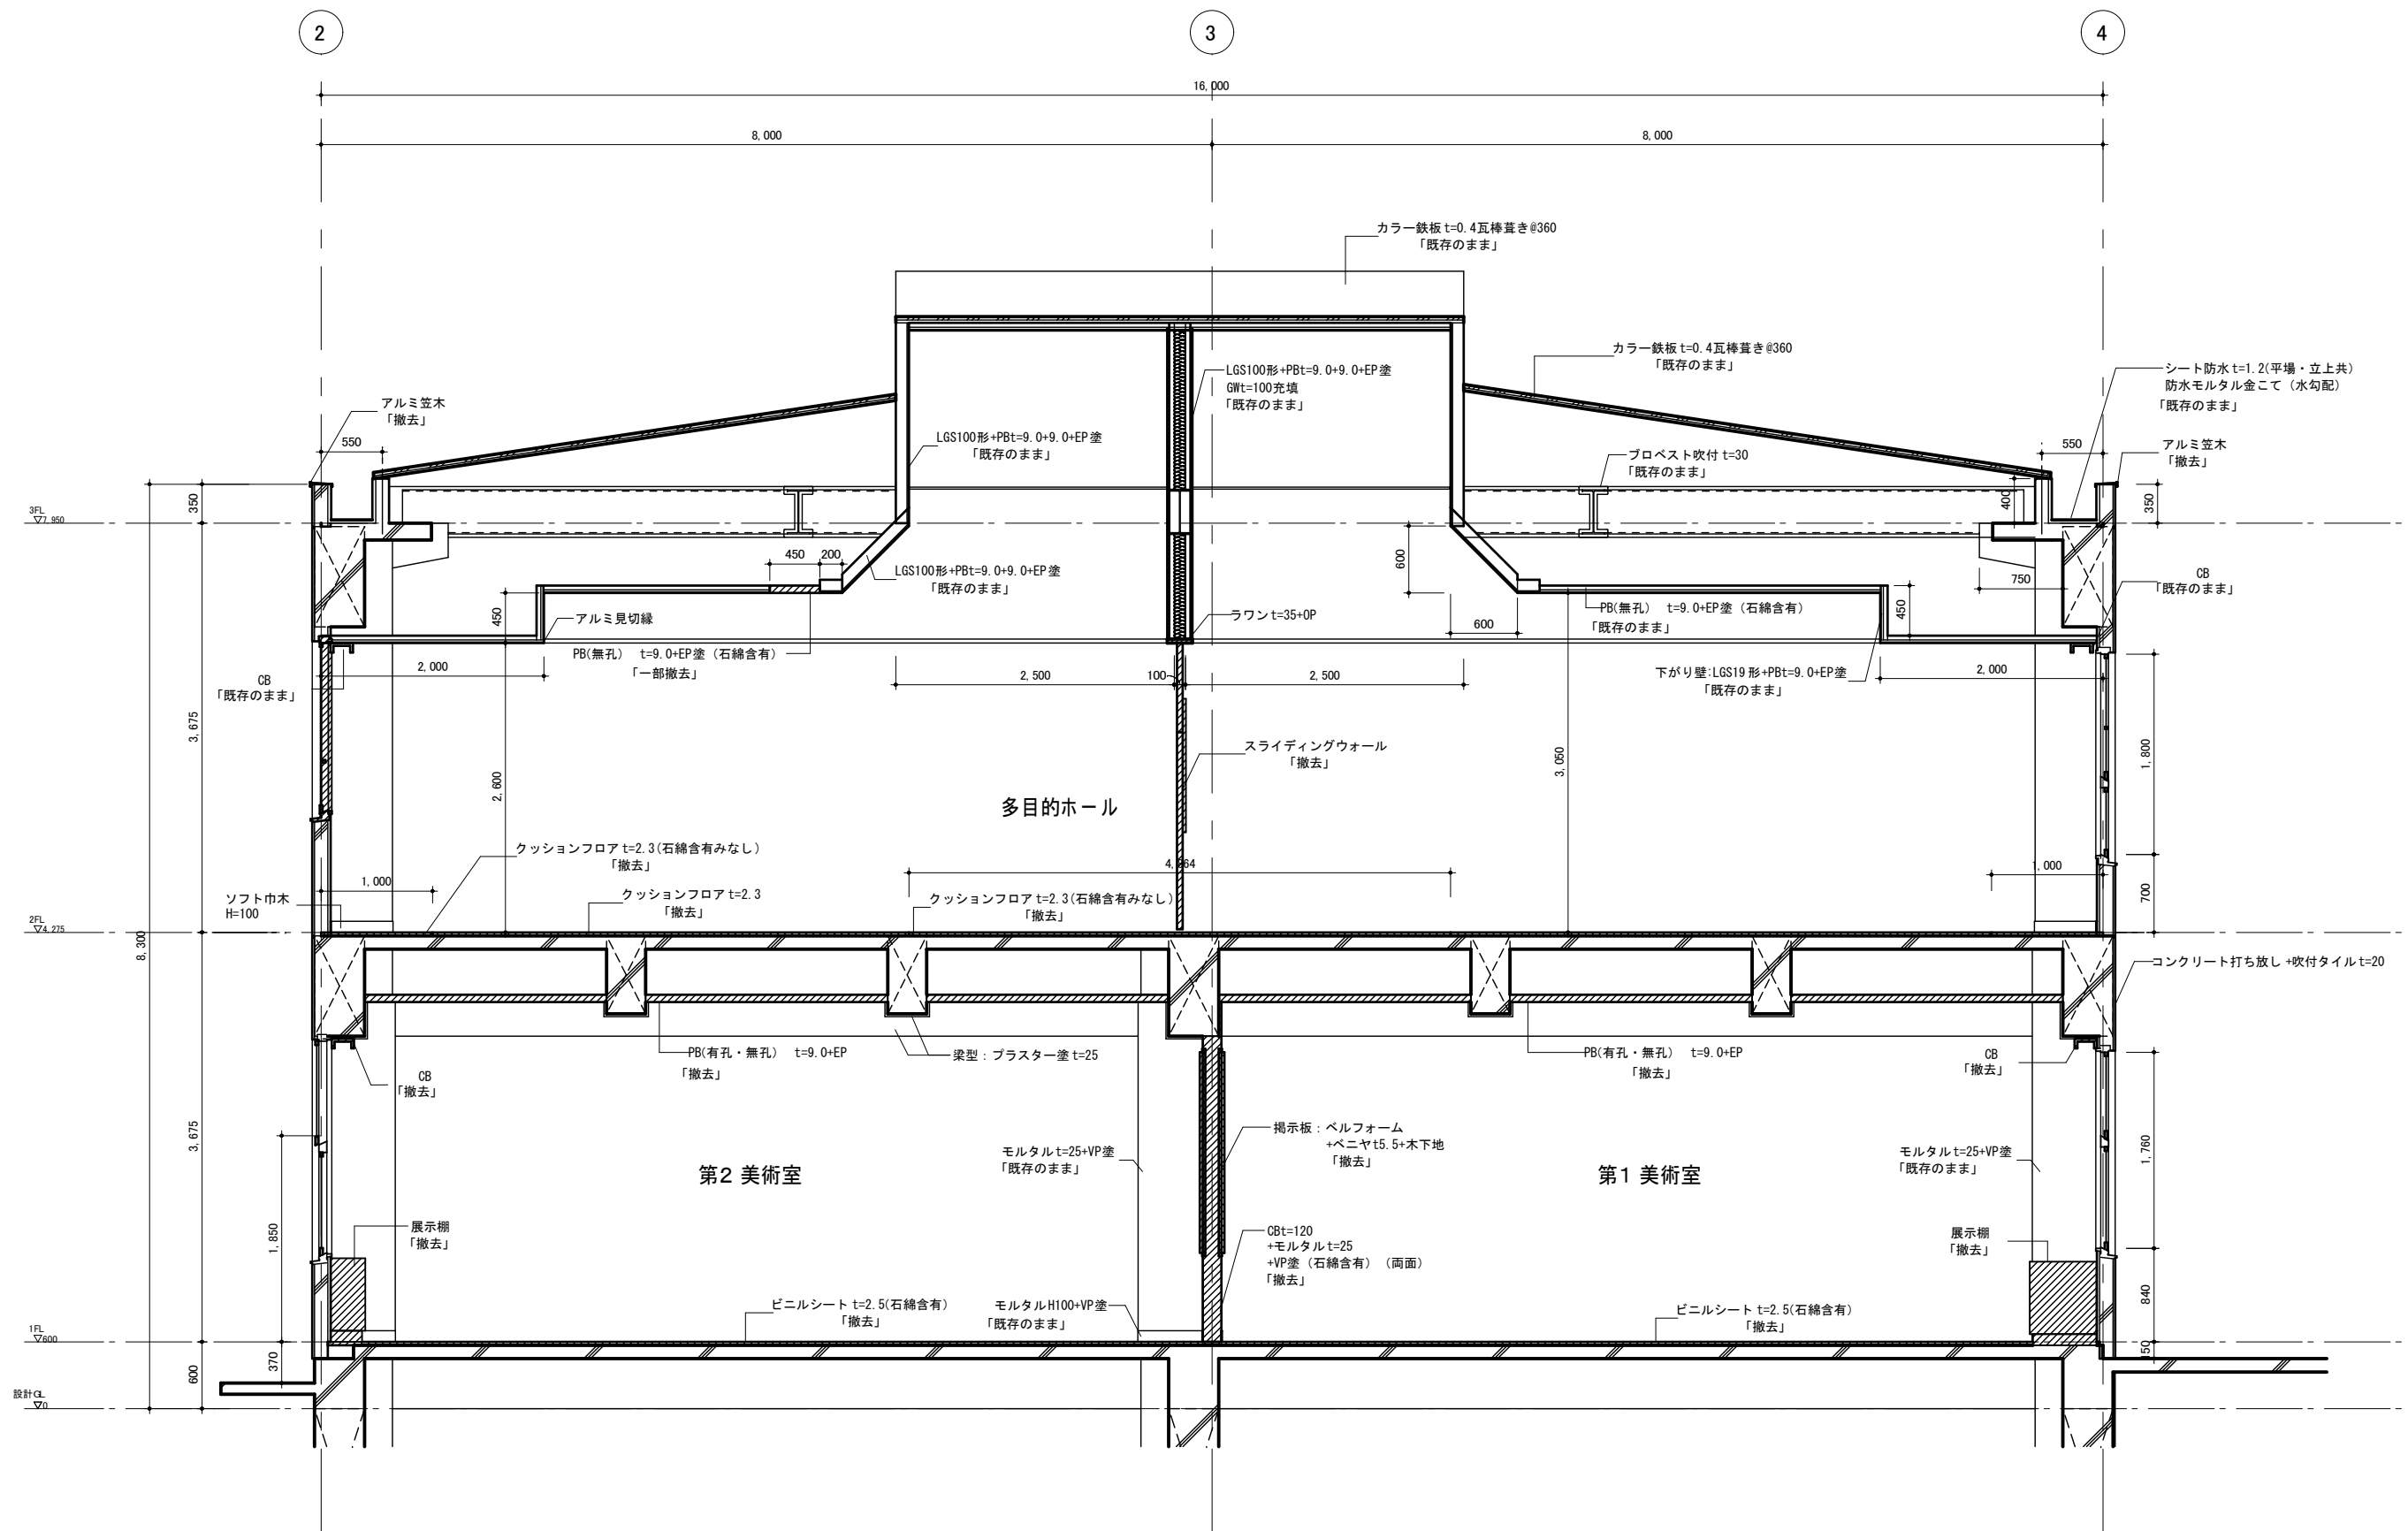 2
3
4
16,000
8,000
8,000
カラー鉄板t=0.4瓦棒葺き@360
「既存のまま」
カラー鉄板t=0.4瓦棒葺き@360
「既存のまま」
シート防水t=1.2(平場・立上共)
防水モルタル金こて(水勾配)
「既存のまま」
LGS100形+PBt=9.0+9.0+EP塗
GWt=100充填
「既存のまま」
アルミ笠木
「撤去」
550
LGS100形+PBt=9.0+9.0+EP塗
「既存のまま」
ブロベスト吹付t=30
「既存のまま」
550
アルミ笠木
「撤去」
350
400
350
3FL
▽7,950
450
200
LGS100形+PBt=9.0+9.0+EP塗
「既存のまま」
600
750
CB
「既存のまま」
450
アルミ見切縁
ラワンt=35+OP
600
PB(無孔) t=9.0+EP塗(石綿含有)
「既存のまま」
450
PB(無孔) t=9.0+EP塗(石綿含有)
「一部撤去」
2,000
CB
「既存のまま」
2,500
100
2,500
下がり壁:LGS19形+PBt=9.0+EP塗
「既存のまま」
2,000
3,675
2,600
スライディングウォール
「撤去」
3,050
1,800
多目的ホール
クッションフロアt=2.3(石綿含有みなし)
「撤去」
4,264
1,000
1,000
ソフト巾木
H=100
クッションフロアt=2.3
「撤去」
クッションフロアt=2.3(石綿含有みなし)
「撤去」
700
2FL
▽4,275
8,300
コンクリート打ち放し+吹付タイルt=20
PB(有孔・無孔) t=9.0+EP
「撤去」
梁型:プラスター塗t=25
PB(有孔・無孔) t=9.0+EP
「撤去」
CB
「撤去」
CB
「撤去」
3,675
掲示板:ベルフォーム
+ベニヤt5.5+木下地
「撤去」
モルタルt=25+VP塗
「既存のまま」
モルタルt=25+VP塗
「既存のまま」
1,760
第2 美術室
第1 美術室
1,850
展示棚
「撤去」
CBt=120
+モルタルt=25
+VP塗(石綿含有)(両面)
「撤去」
展示棚
「撤去」
840
ビニルシートt=2.5(石綿含有)
「撤去」
モルタルH100+VP塗
「既存のまま」
ビニルシートt=2.5(石綿含有)
「撤去」
1FL
▽600
370
600
150
設計GL
▽0